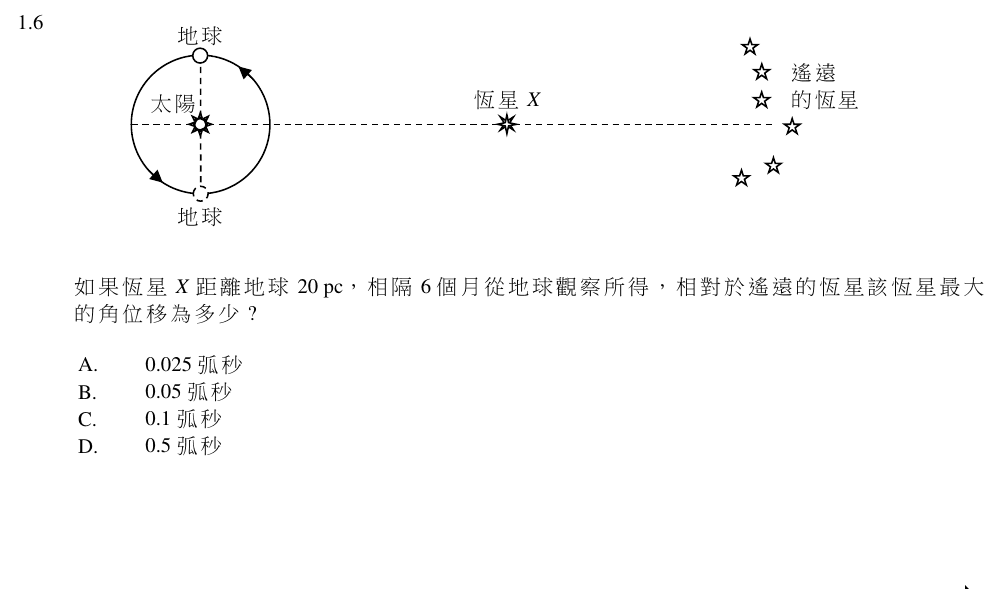 1.6
地球
太陽
恆星 X
遙遠
的恆星
地球
如果恆星 X 距離地球 20 pc，相隔 6 個月從地球觀察所得，相對於遙遠的恆星該恆星最大
的角位移為多少？
A. 0.025 弧秒
B. 0.05 弧秒
C. 0.1 弧秒
D. 0.5 弧秒